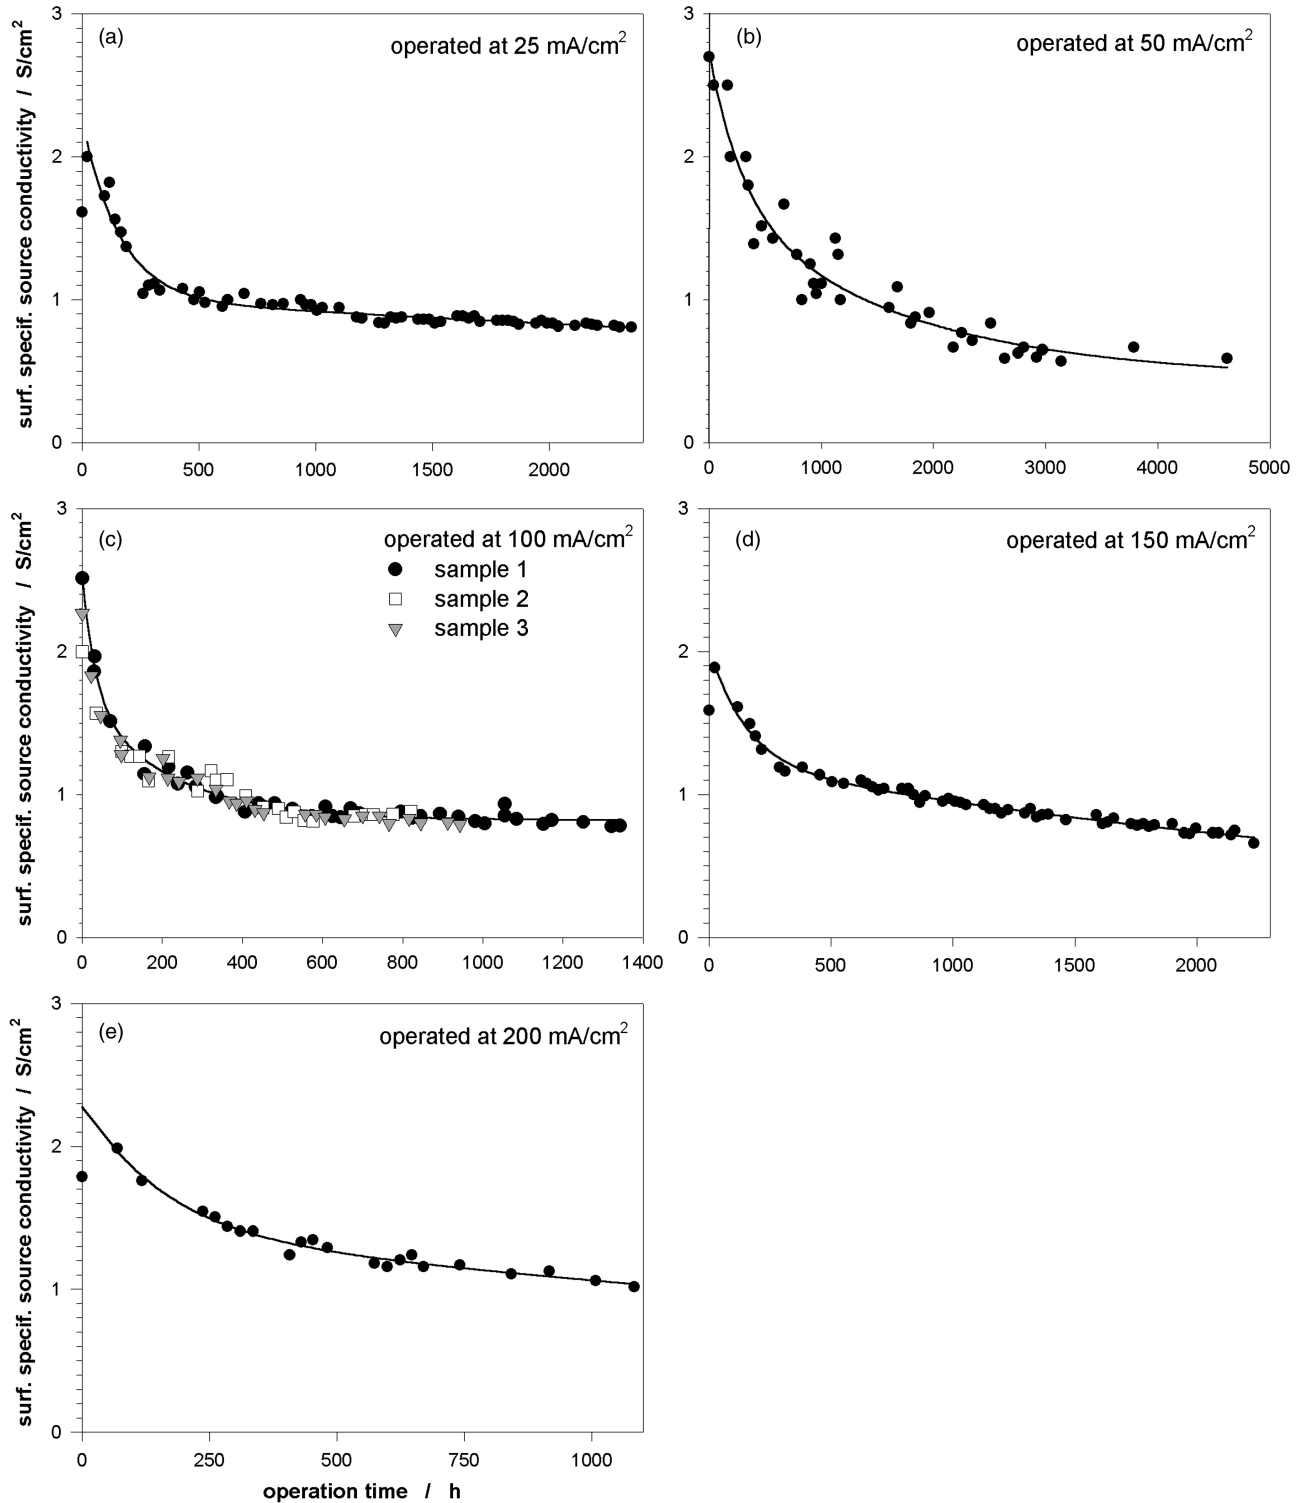 (a)
operated at 25 mA/cm2
surf. specif. source conductivity / S/cm2
3
2
1
0
0 500 1000 1500 2000
(b)
operated at 50 mA/cm2
3
2
1
0
0 1000 2000 3000 4000 5000
(c)
operated at 100 mA/cm2
sample 1
sample 2
sample 3
surf. specif. source conductivity / S/cm2
3
2
1
0
0 200 400 600 800 1000 1200 1400
(d)
operated at 150 mA/cm2
3
2
1
0
0 500 1000 1500 2000
(e)
operated at 200 mA/cm2
surf. specif. source conductivity / S/cm2
3
2
1
0
0 250 500 750 1000
operation time / h